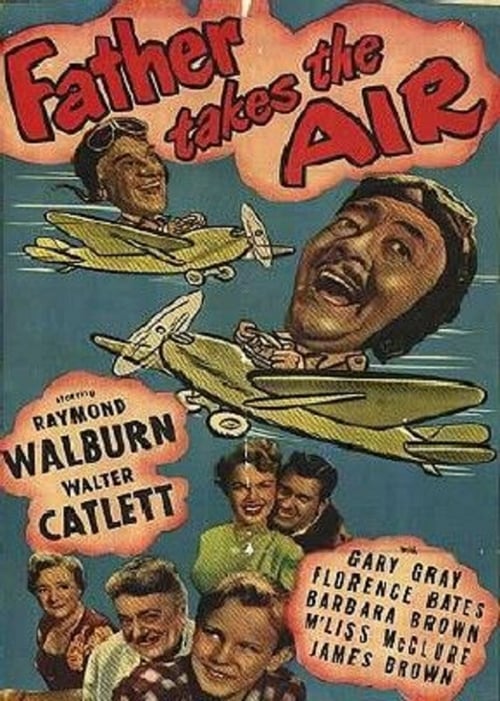 Father
takes the
AIR
starring
RAYMOND
WALBURN
WALTER
CATLETT
with
GARY GRAY
FLORENCE BATES
BARBARA BROWN
M'LISS McCLURE
JAMES BROWN